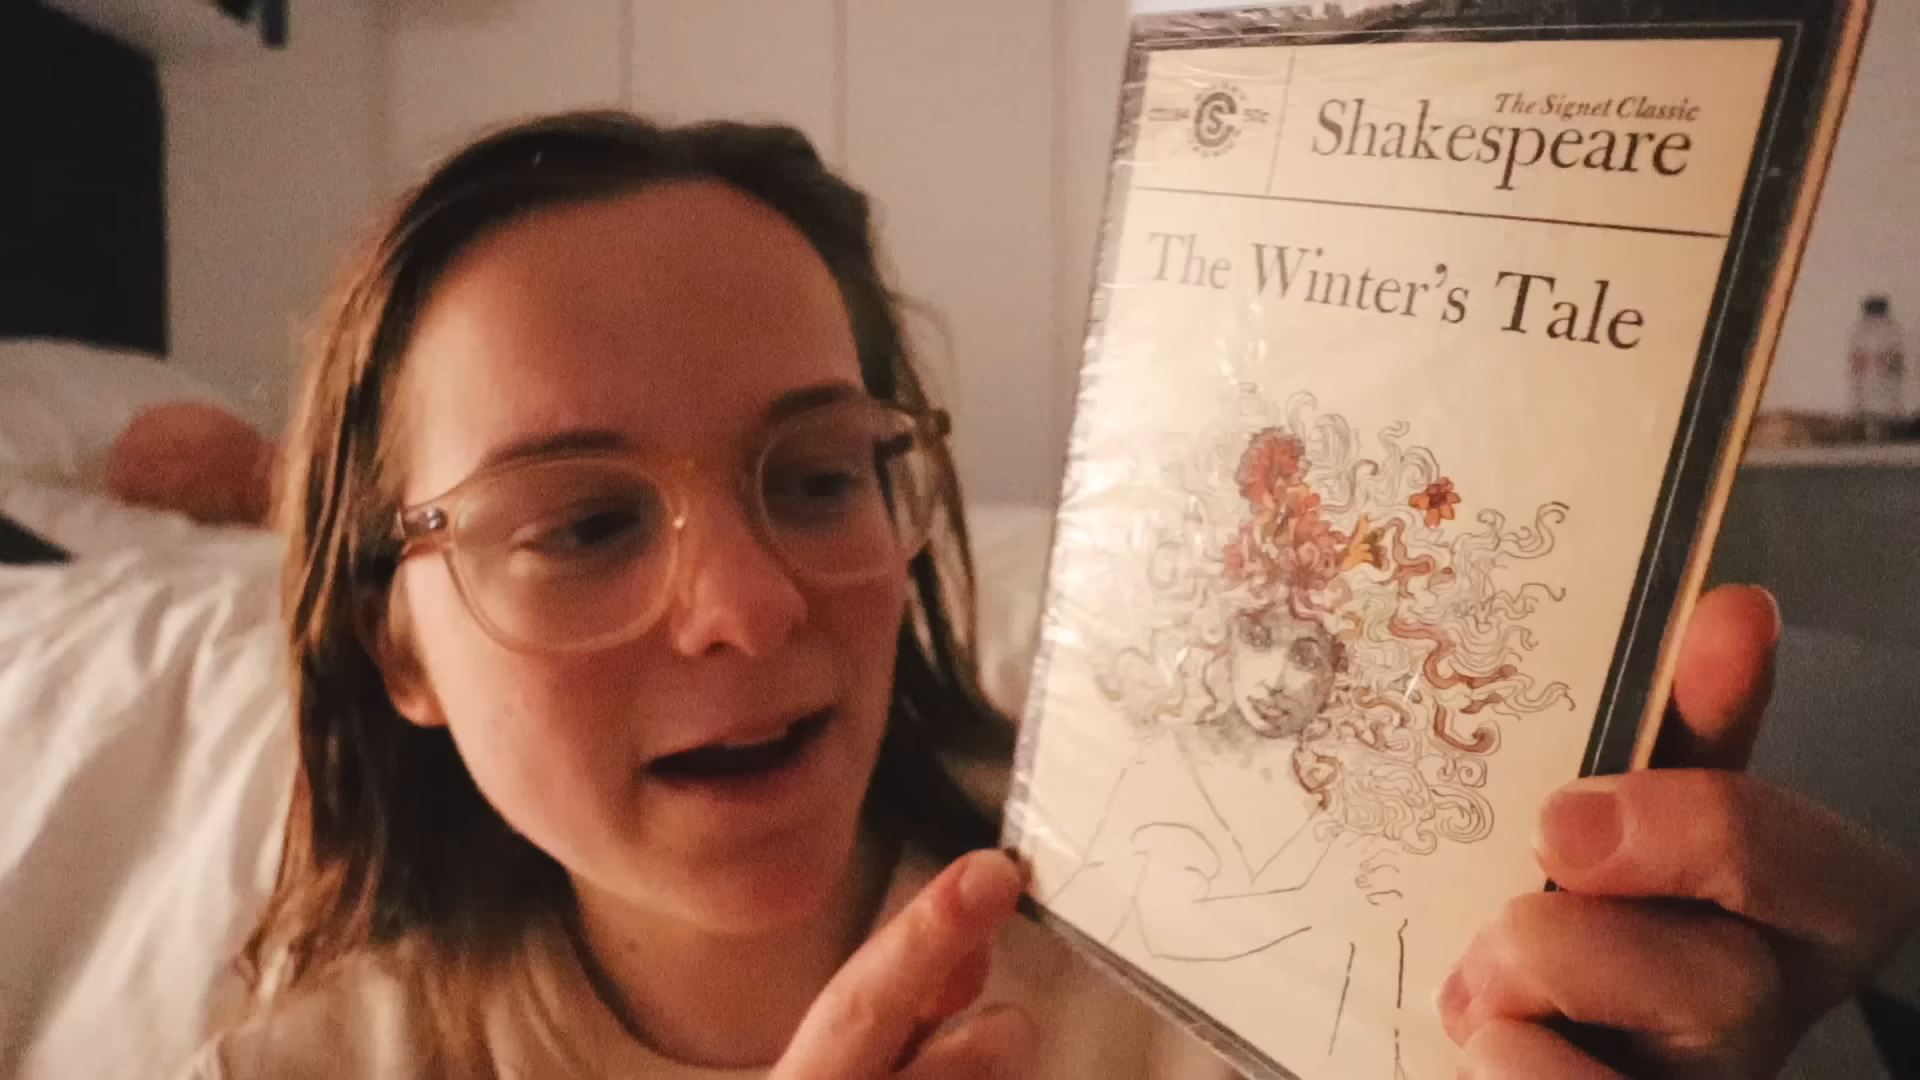 The Signet Classic
Shakespeare
The Winter's Tale